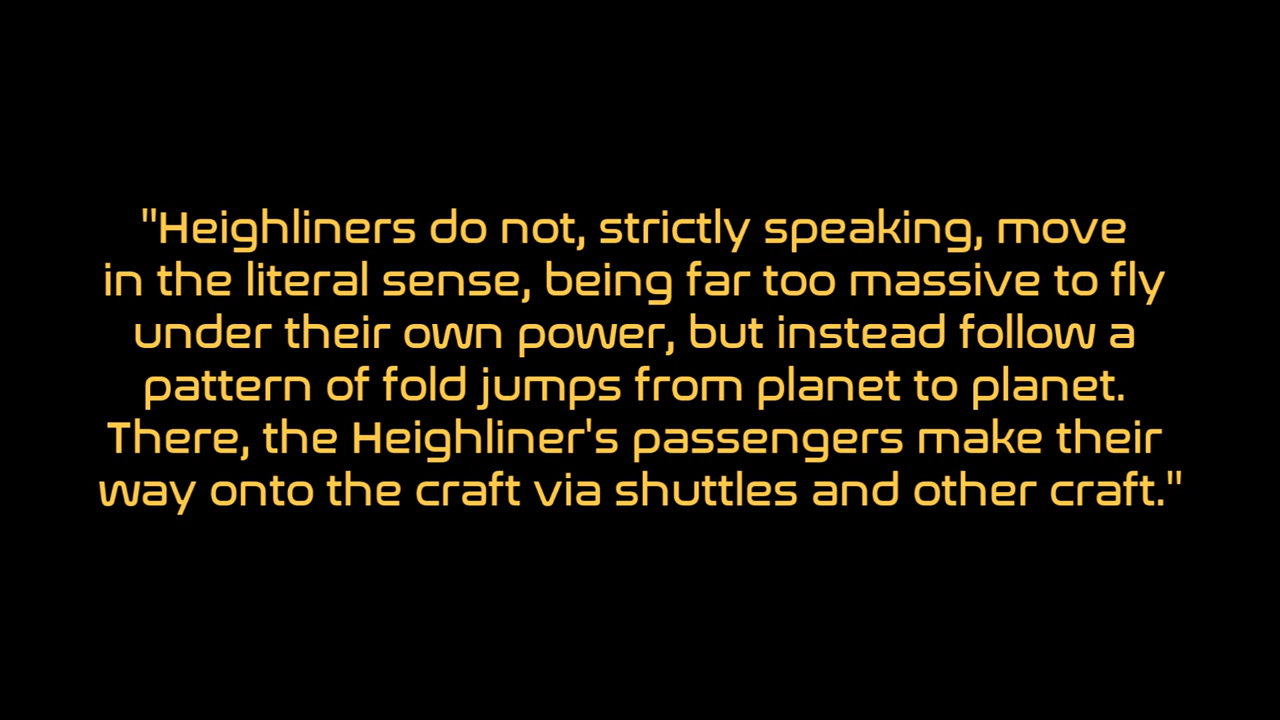 "Heighliners do not, strictly speaking, move
in the literal sense, being far too massive to fly
under their own power, but instead follow a
pattern of fold jumps from planet to planet.
There, the Heighliner's passengers make their
way onto the craft via shuttles and other craft."